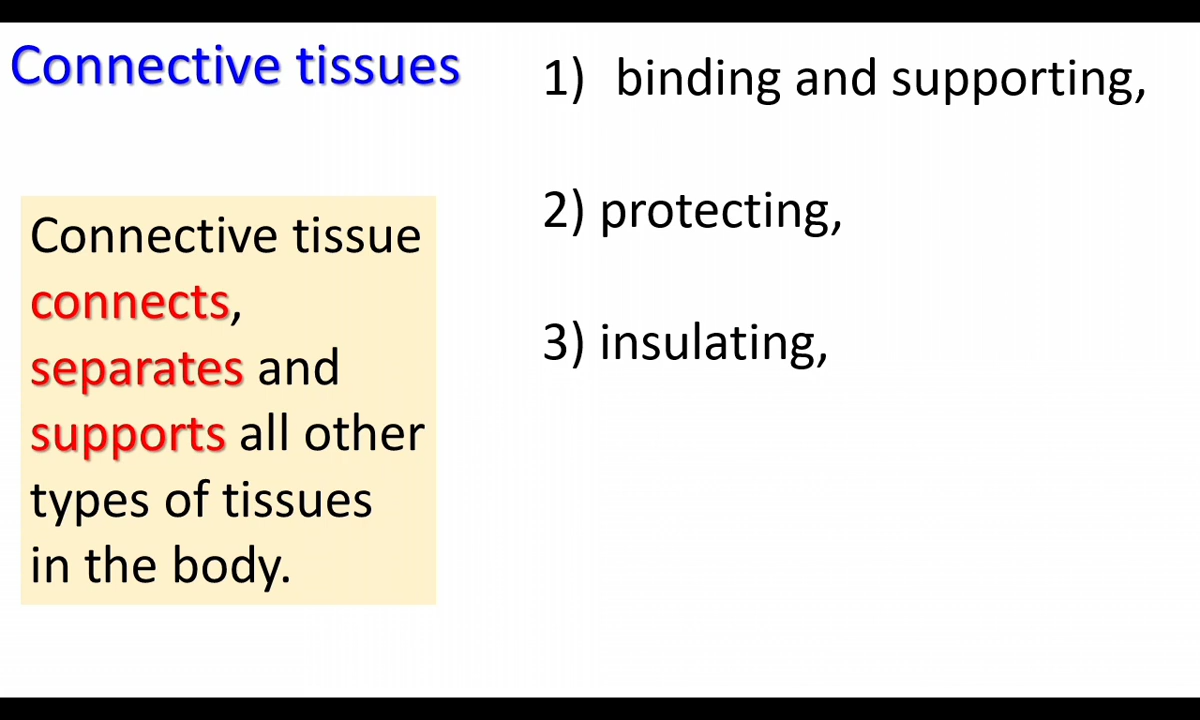 Connective tissues
Connective tissue
connects,
separates and
supports all other
types of tissues
in the body.
1) binding and supporting,
2) protecting,
3) insulating,